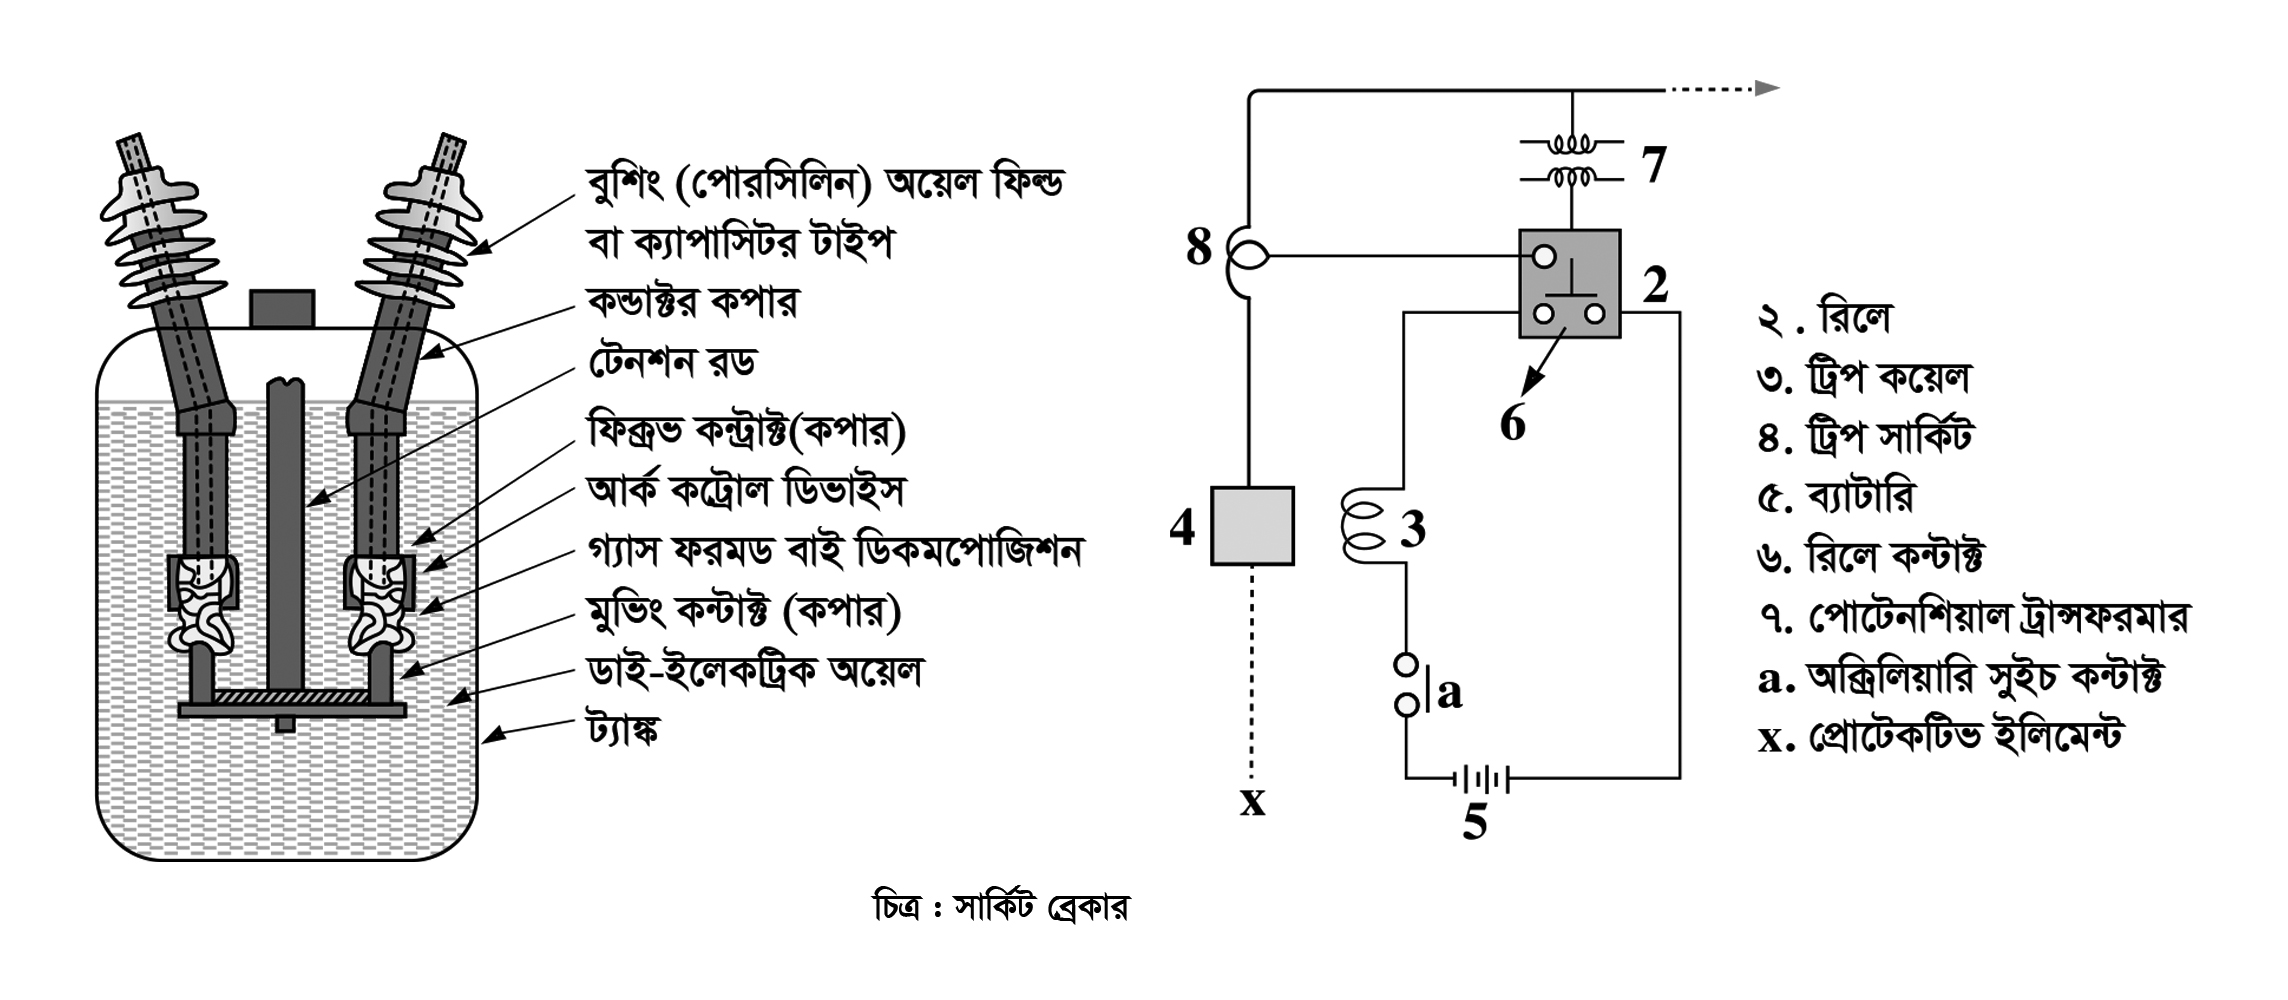 বুশিং (পোরসিলিন) অয়েল ফিল্ড
বা ক্যাপাসিটর টাইপ
কন্ডাক্টর কপার
টেনশন রড
ফিক্সভ কন্ট্রাক্ট(কপার)
আর্ক কট্রোল ডিভাইস
গ্যাস ফরমড বাই ডিকমপোজিশন
মুভিং কন্টাক্ট (কপার)
ডাই-ইলেকট্রিক অয়েল
ট্যাঙ্ক
7
8
2
6
4
3
a
x
5
২ . রিলে
৩. ট্রিপ কয়েল
৪. ট্রিপ সার্কিট
৫. ব্যাটারি
৬. রিলে কন্টাক্ট
৭. পোটেনশিয়াল ট্রান্সফরমার
a. অক্সিলিয়ারি সুইচ কন্টাক্ট
x. প্রোটেকটিভ ইলিমেন্ট
চিত্র : সার্কিট ব্রেকার